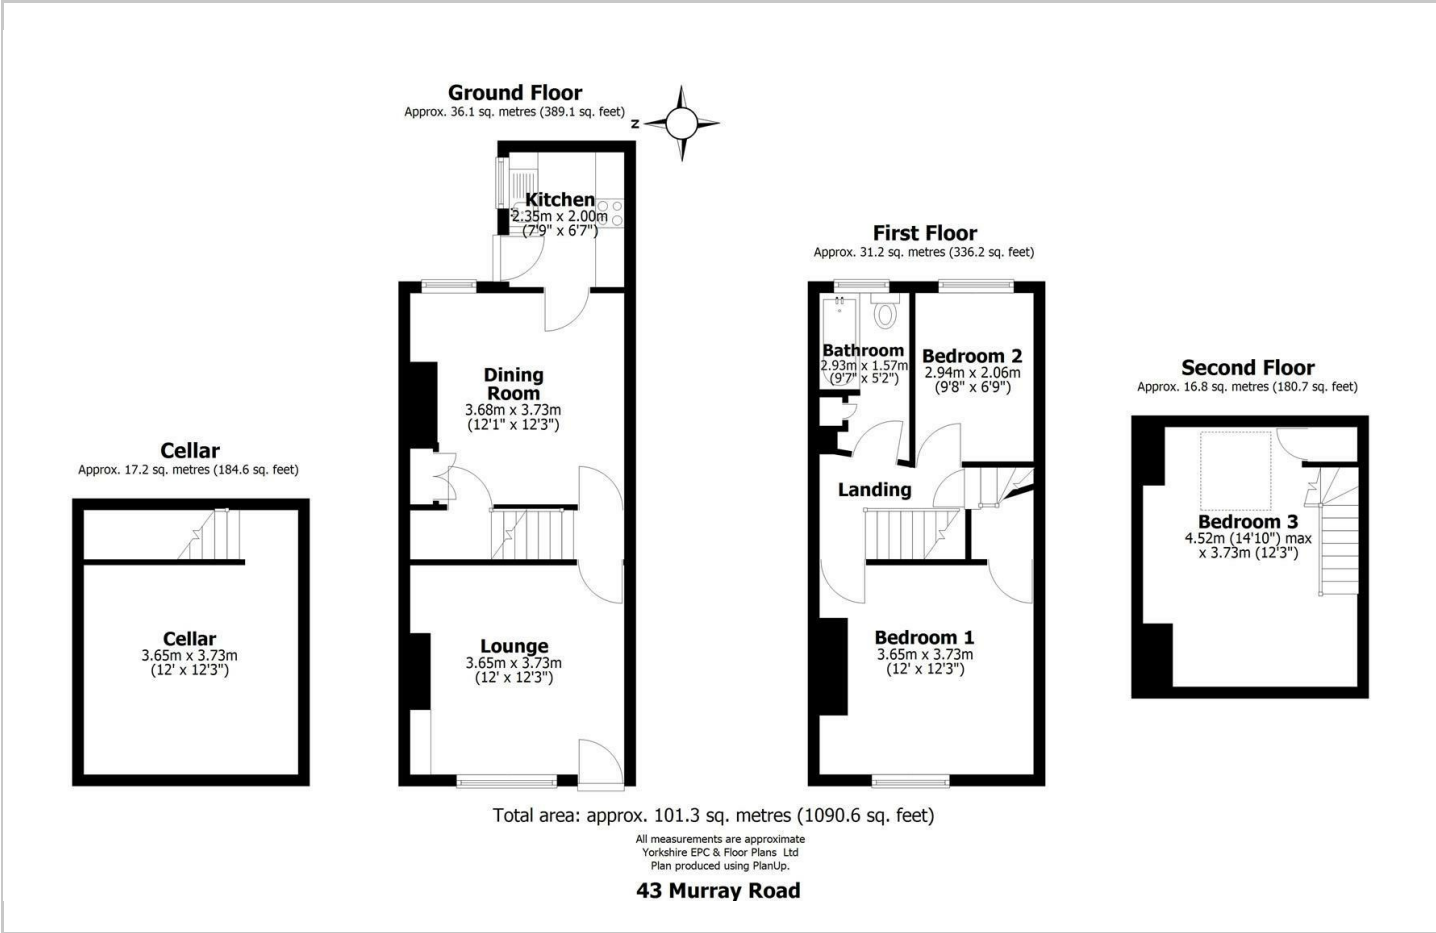 Ground Floor
Approx. 36.1 sq. metres (389.1 sq. feet)
Z
Kitchen
2.35m x 2.00m
(7'9" x 6'7")
Dining
Room
3.68m x 3.73m
(12'1" x 12'3")
Lounge
3.65m x 3.73m
(12' x 12'3")
Cellar
Approx. 17.2 sq. metres (184.6 sq. feet)
Cellar
3.65m x 3.73m
(12' x 12'3")
First Floor
Approx. 31.2 sq. metres (336.2 sq. feet)
Bathroom
2.93m x 1.57m
(9'7" x 5'2")
Bedroom 2
2.94m x 2.06m
(9'8" x 6'9")
Landing
Bedroom 1
3.65m x 3.73m
(12' x 12'3")
Second Floor
Approx. 16.8 sq. metres (180.7 sq. feet)
Bedroom 3
4.52m (14'10") max
x 3.73m (12'3")
Total area: approx. 101.3 sq. metres (1090.6 sq. feet)
All measurements are approximate
Yorkshire EPC & Floor Plans Ltd
Plan produced using PlanUp.
43 Murray Road